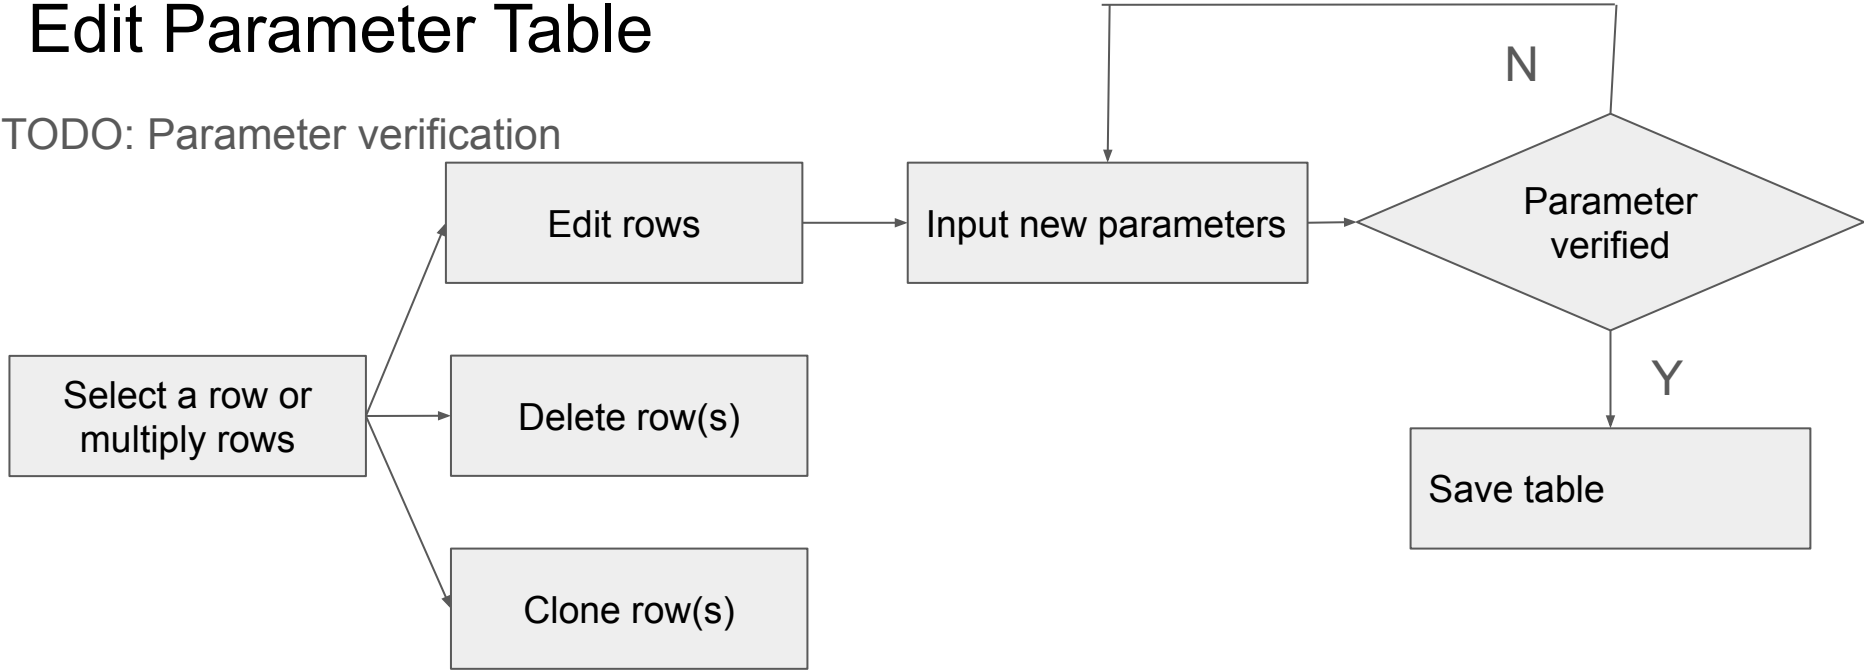 Edit Parameter Table
TODO: Parameter verification
N
Edit rows
Input new parameters
Parameter
verified
Y
Select a row or
multiply rows
Delete row(s)
Save table
Clone row(s)